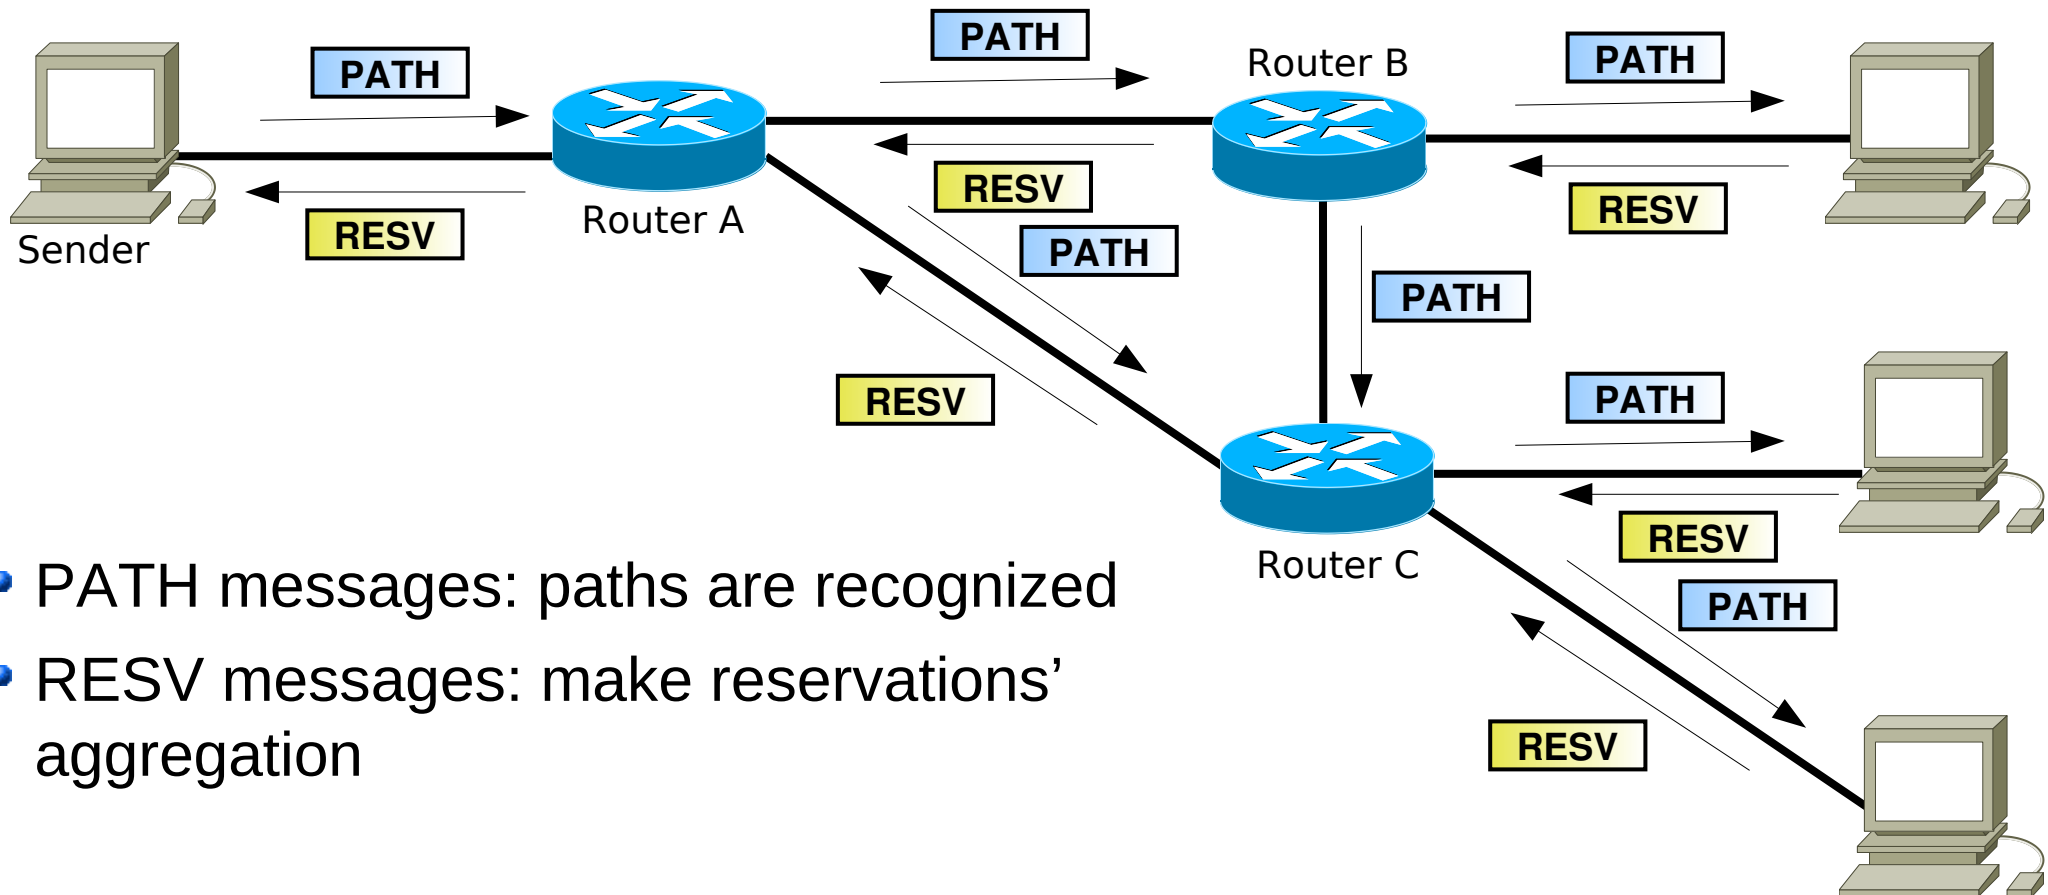 PATH
Router B
PATH
PATH
RESV
Sender
Router A
RESV
PATH
RESV
PATH
RESV
PATH
RESV
Router C
RESV
PATH
RESV
• PATH messages: paths are recognized
• RESV messages: make reservations’
aggregation